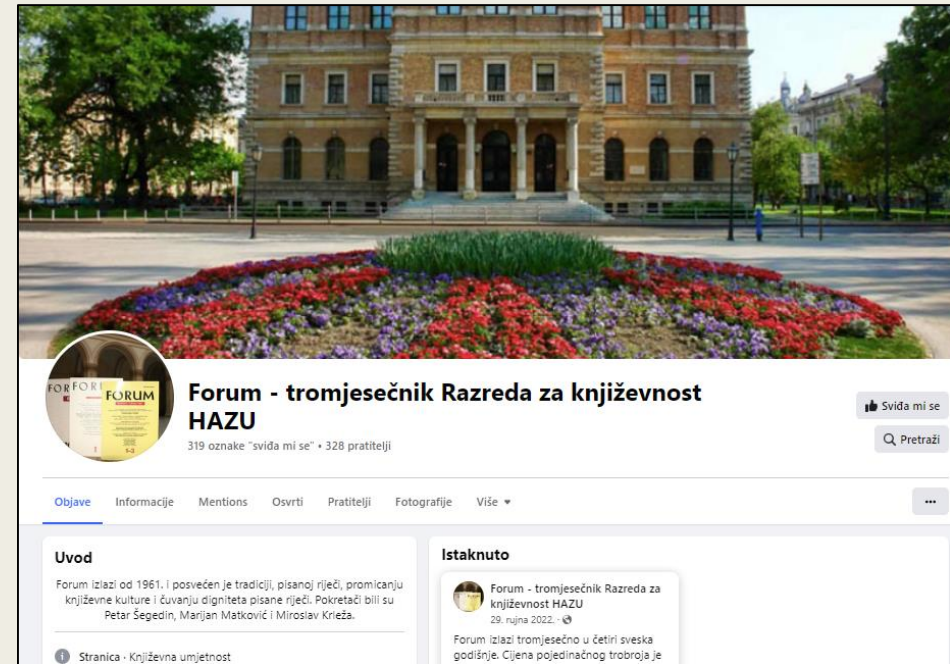 FORUM
1-3
Forum - tromjesečnik Razreda za književnost
HAZU
319 oznake "sviđa mi se" • 328 pratitelji
Sviđa mi se
Pretraži
Objave Informacije Mentions Osvrti Pratitelji Fotografije Više
Uvod
Forum izlazi od 1961. i posvećen je tradiciji, pisanoj riječi, promicanju
književne kulture i čuvanju digniteta pisane riječi. Pokretači bili su
Petar Šegedin, Marijan Matković i Miroslav Krleža.
Stranica · Književna umjetnost
Istaknuto
Forum - tromjesečnik Razreda za
književnost HAZU
29. rujna 2022. ·
Forum izlazi tromjesečno u četiri sveska
godišnje. Cijena pojedinačnog trobroja je